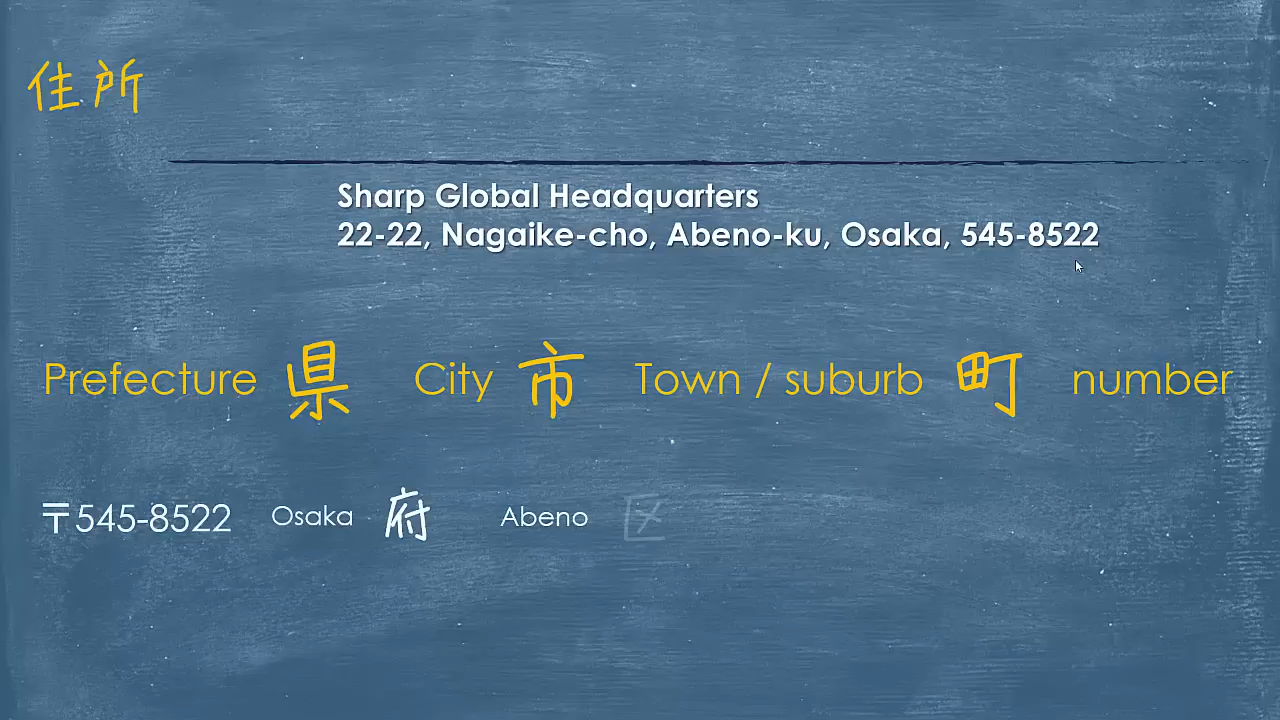 住所
Sharp Global Headquarters
22-22, Nagaike-cho, Abeno-ku, Osaka, 545-8522
Prefecture 県 City 市 Town / suburb 町 number
〒545-8522 Osaka 府 Abeno 区